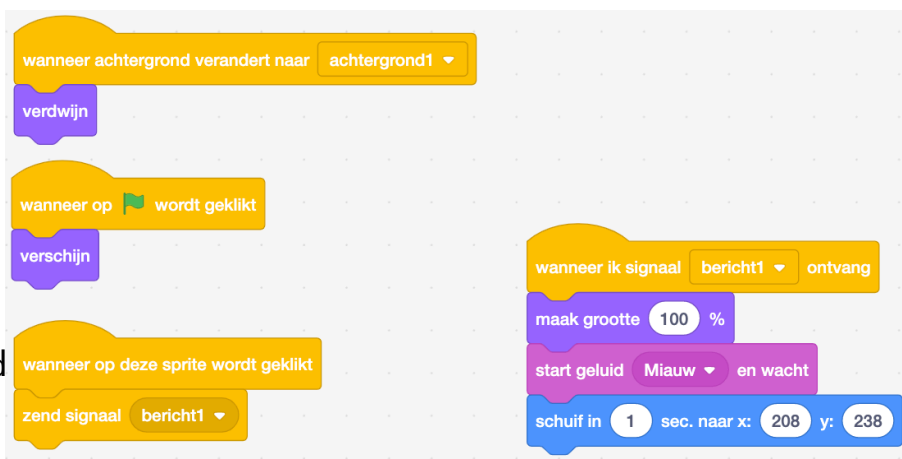 wanneer achtergrond verandert naar achtergrond1
verdwijn
wanneer op wordt geklikt
verschijn
wanneer op deze sprite wordt geklikt
zend signaal bericht1
wanneer ik signaal bericht1 ontvang
maak grootte 100 %
start geluid Miauw en wacht
schuif in 1 sec. naar x: 208 y: 238